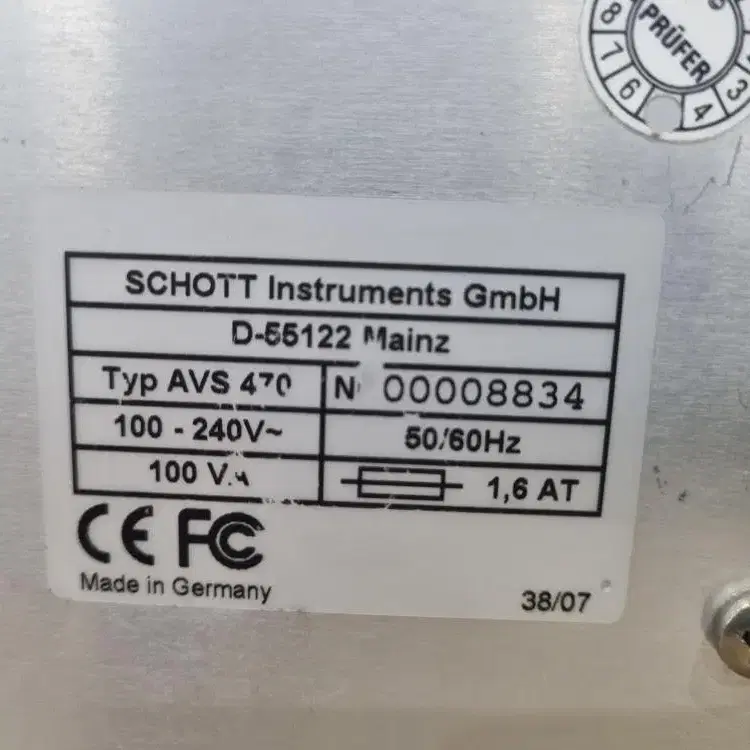 8
7
6
4
3
PRÜFER
SCHOTT Instruments GmbH
D-55122 Mainz
Typ AVS 470
00008834
100 - 240V~
50/60Hz
100
1,6 AT
CE FC
Made in Germany
38/07